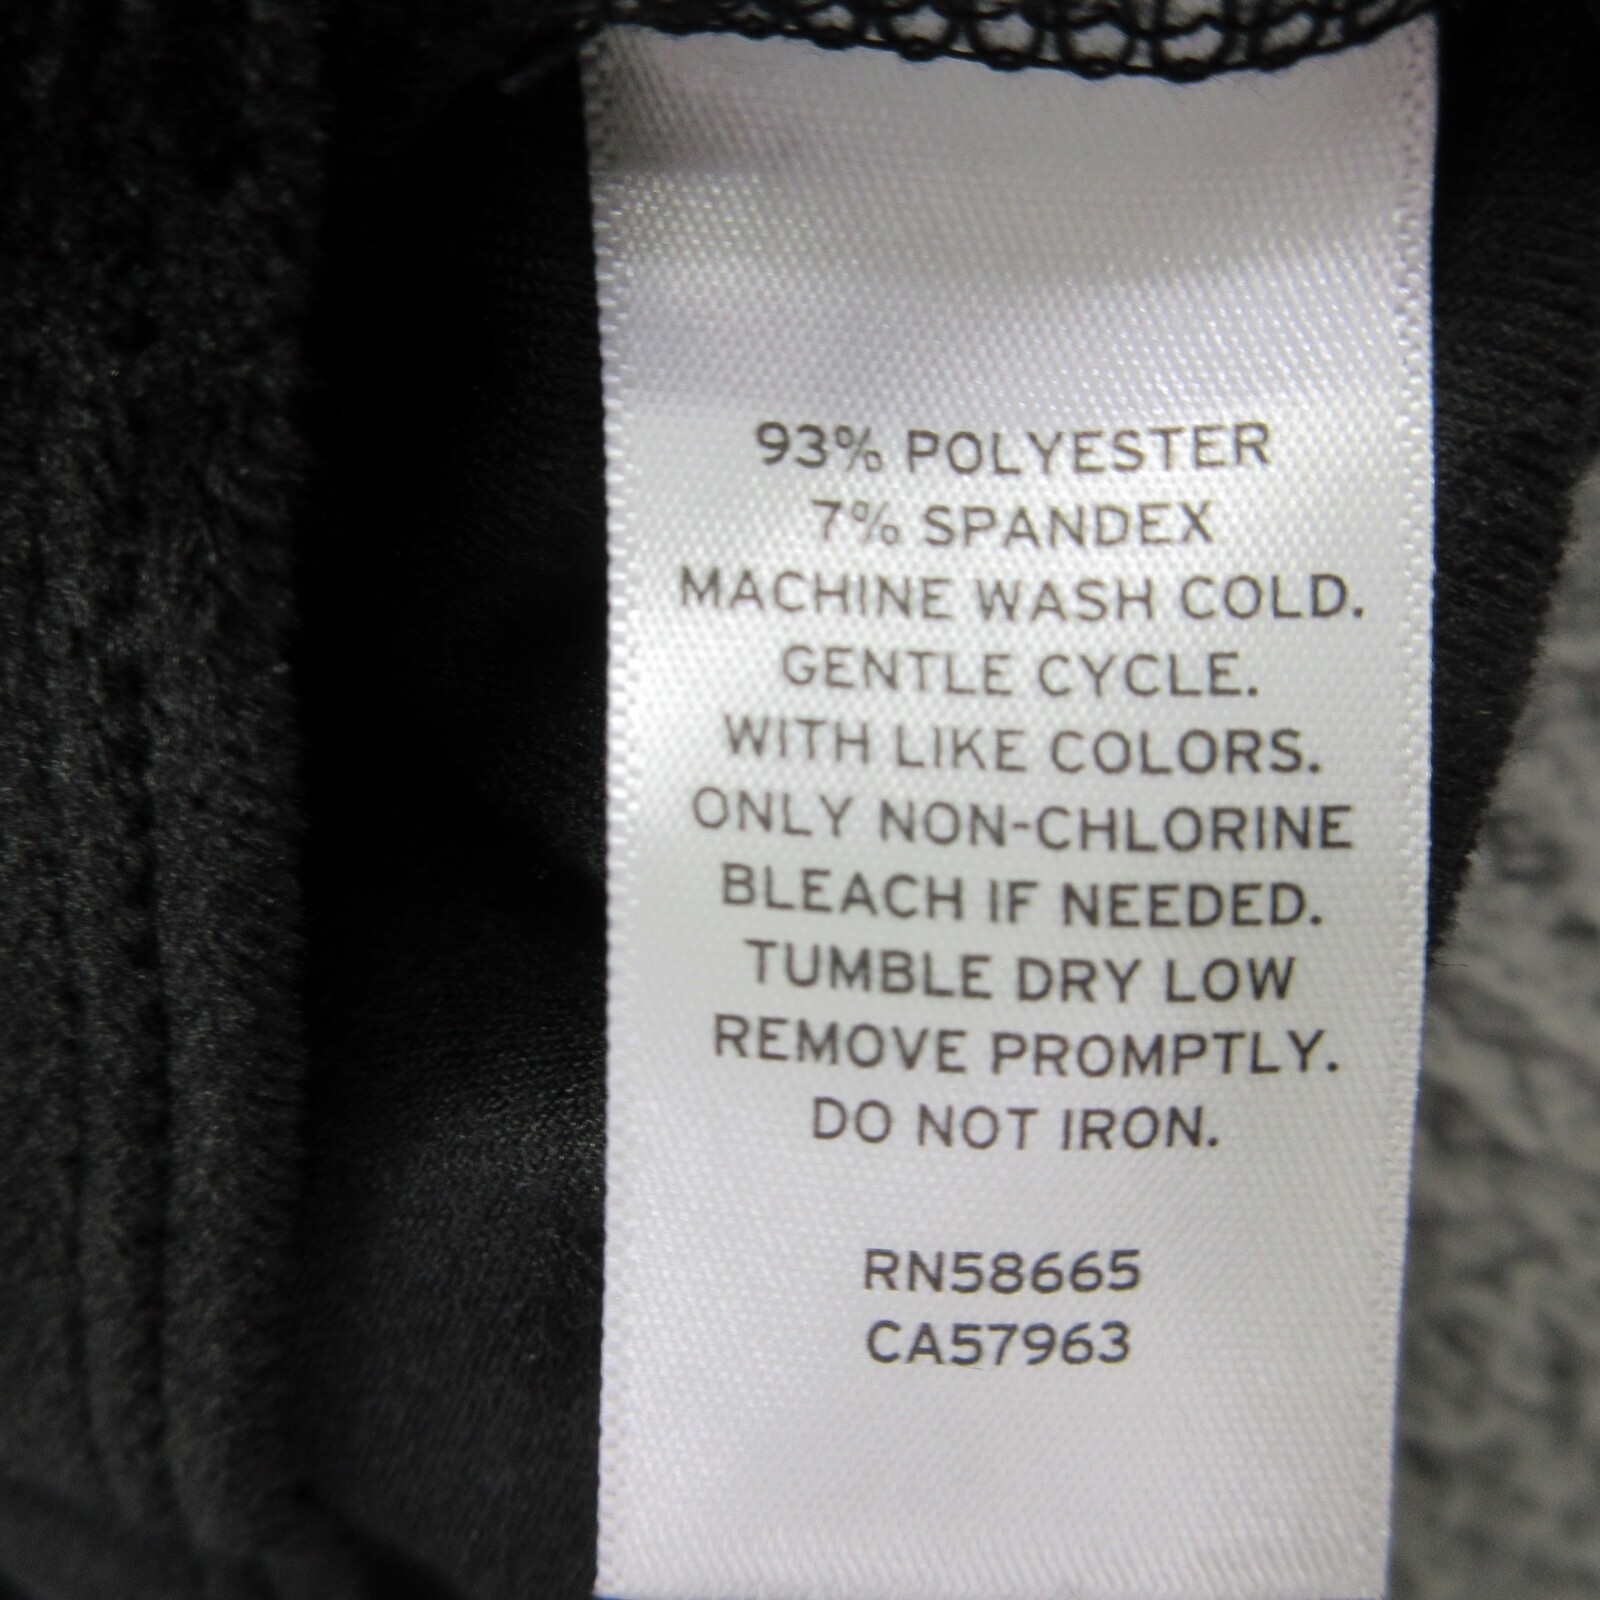 93% POLYESTER
7% SPANDEX
MACHINE WASH COLD.
GENTLE CYCLE.
WITH LIKE COLORS.
ONLY NON-CHLORINE
BLEACH IF NEEDED.
TUMBLE DRY LOW
REMOVE PROMPTLY.
DO NOT IRON.
RN58665
CA57963